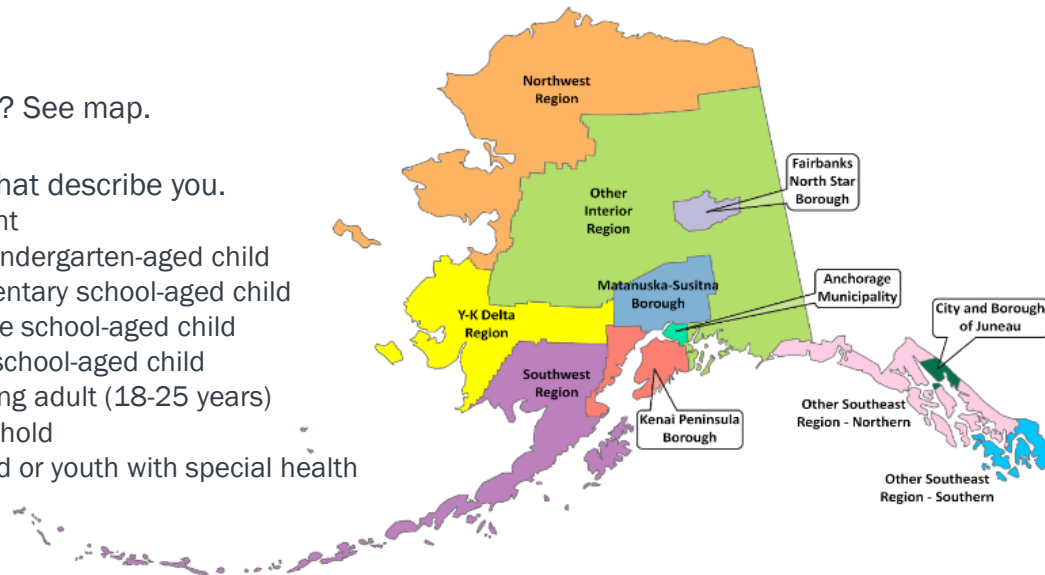 ? See map.
hat describe you.
nt
ndergarten-aged child
entary school-aged child
e school-aged child
school-aged child
ng adult (18-25 years)
hold
d or youth with special health
Northwest
Region
Fairbanks
North Star
Borough
Other
Interior
Region
Matanuska-Susitna
Borough
Anchorage
Municipality
Y-K Delta
Region
City and Borough
of Juneau
Southwest
Region
Kenai Peninsula
Borough
Other Southeast
Region - Northern
Other Southeast
Region - Southern